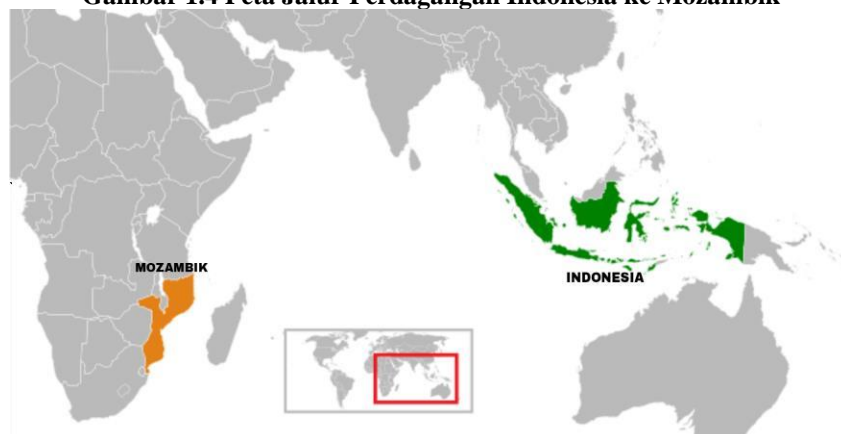 Gambar 1.4 Peta Jalur Perdagangan Indonesia ke Mozambik
MOZAMBIK
INDONESIA